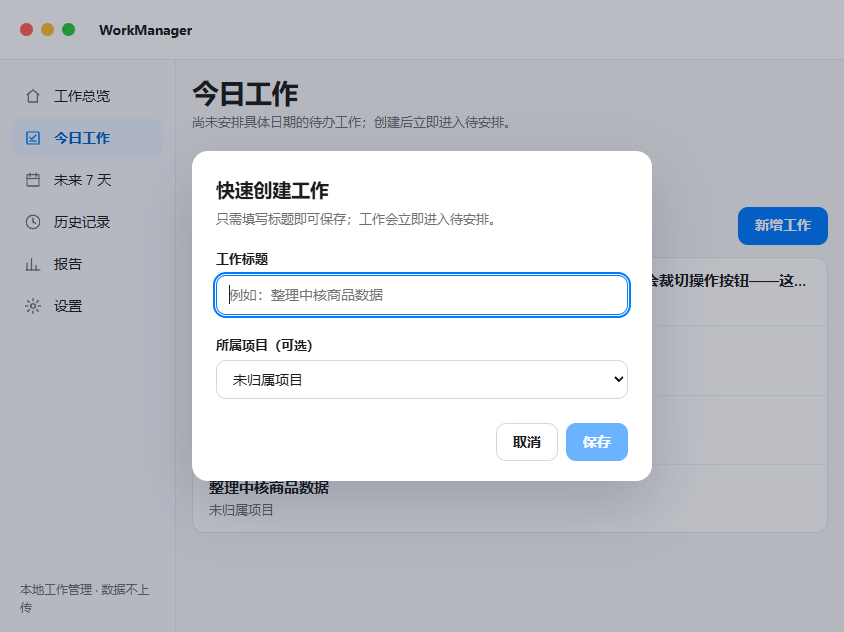 WorkManager
工作总览
今日工作
未来 7 天
历史记录
报告
设置
本地工作管理 · 数据不上
传
今日工作
尚未安排具体日期的待办工作；创建后立即进入待安排。
新增工作
会裁切操作按钮——这...
快速创建工作
只需填写标题即可保存；工作会立即进入待安排。
工作标题
例如：整理中核商品数据
所属项目（可选）
未归属项目
取消
保存
整理中核商品数据
未归属项目